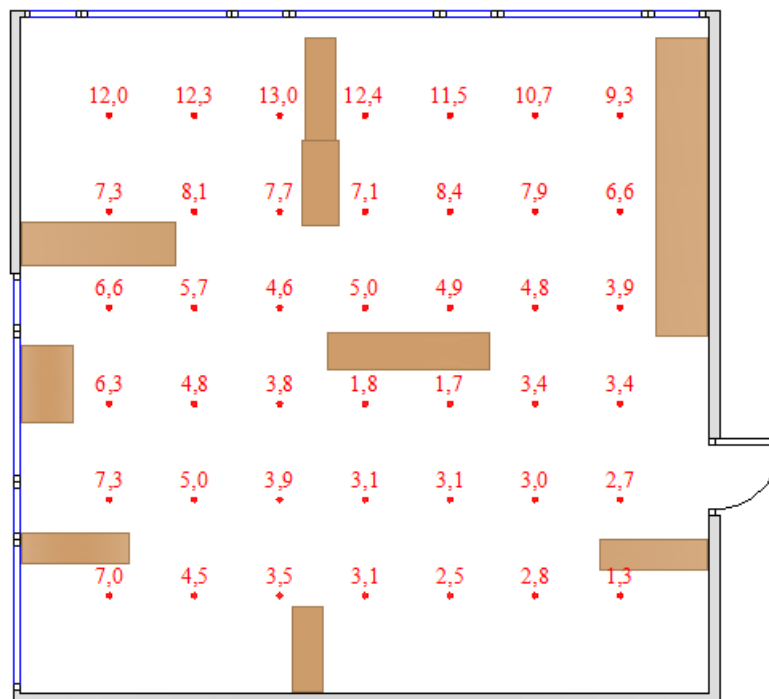 12,0 12,3 13,0 12,4 11,5 10,7 9,3
7,3 8,1 7,7 7,1 8,4 7,9 6,6
6,6 5,7 4,6 5,0 4,9 4,8 3,9
6,3 4,8 3,8 1,8 1,7 3,4 3,4
7,3 5,0 3,9 3,1 3,1 3,0 2,7
7,0 4,5 3,5 3,1 2,5 2,8 1,3